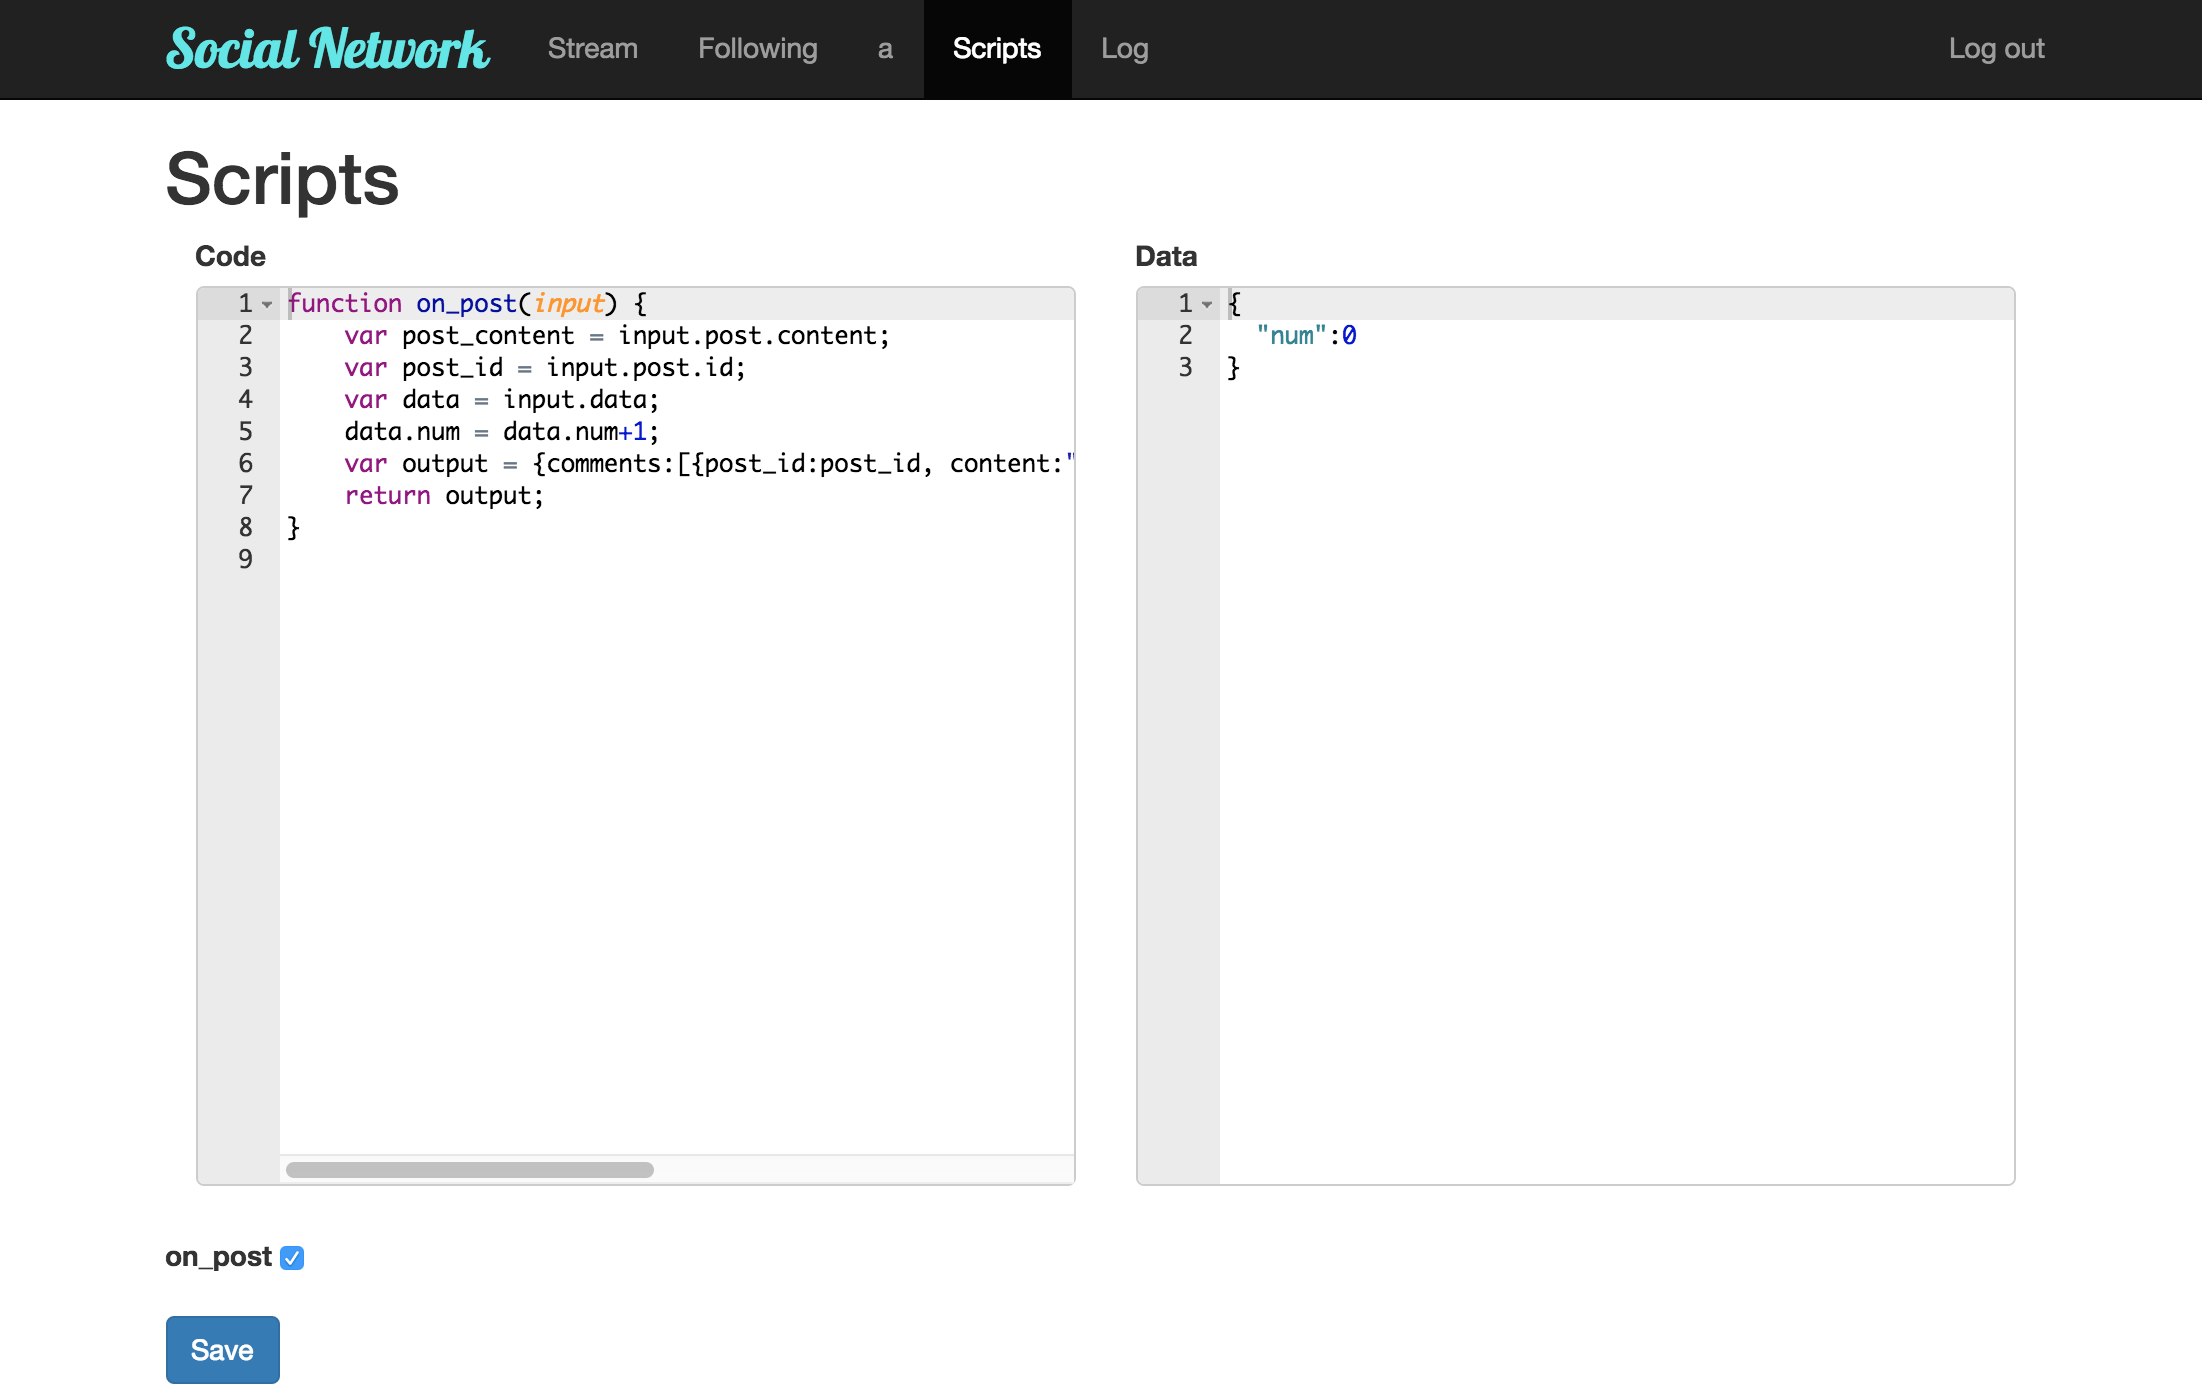 Social Network Stream Following a Scripts Log Log out
Scripts
Code
1 function on_post(input) {
2 var post_content = input.post.content;
3 var post_id = input.post.id;
4 var data = input.data;
5 data.num = data.num+1;
6 var output = {comments:[{post_id:post_id, content:"
7 return output;
8 }
9
Data
1 {
2 "num":0
3 }
on_post
Save